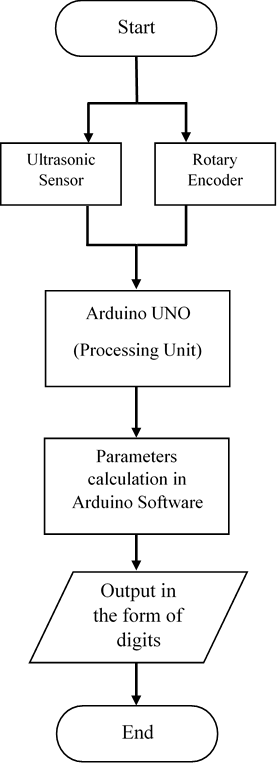 Start
Ultrasonic
Sensor
Rotary
Encoder
Arduino UNO
(Processing Unit)
Parameters
calculation in
Arduino Software
Output in
the form of
digits
End